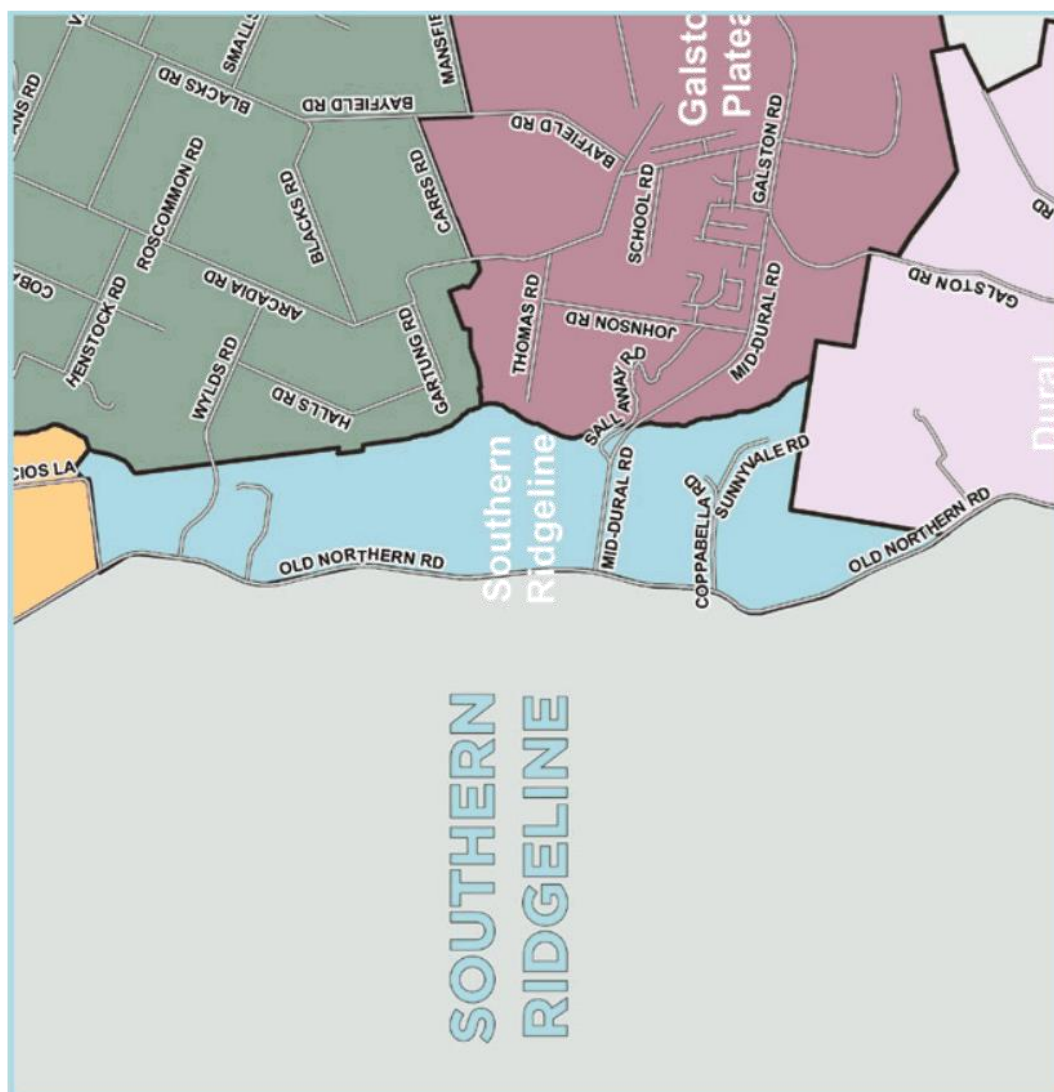 ANS RD
BLACKS RD
SMALLS
MANSFIE
BAYFIELD RD
ROSCOMMON RD
BLACKS RD
CARRS RD
COBA
HENSTOCK RD
ARCADIA RD
WYLDS RD
HALLS RD
GARTUNG RD
Galsto
Platea
BAYFIELD RD
SCHOOL RD
GALSTON RD
THOMAS RD
JOHNSON RD
MID-DURAL RD
SALLAWAY RD
GALSTON RD
RD
Dural
CIOS LA
Southern
Ridgeline
OLD NORTHERN RD
MID-DURAL RD
COPPABELLA RD
SUNNYVALE RD
OLD NORTHERN RD
SOUTHERN
RIDGELINE